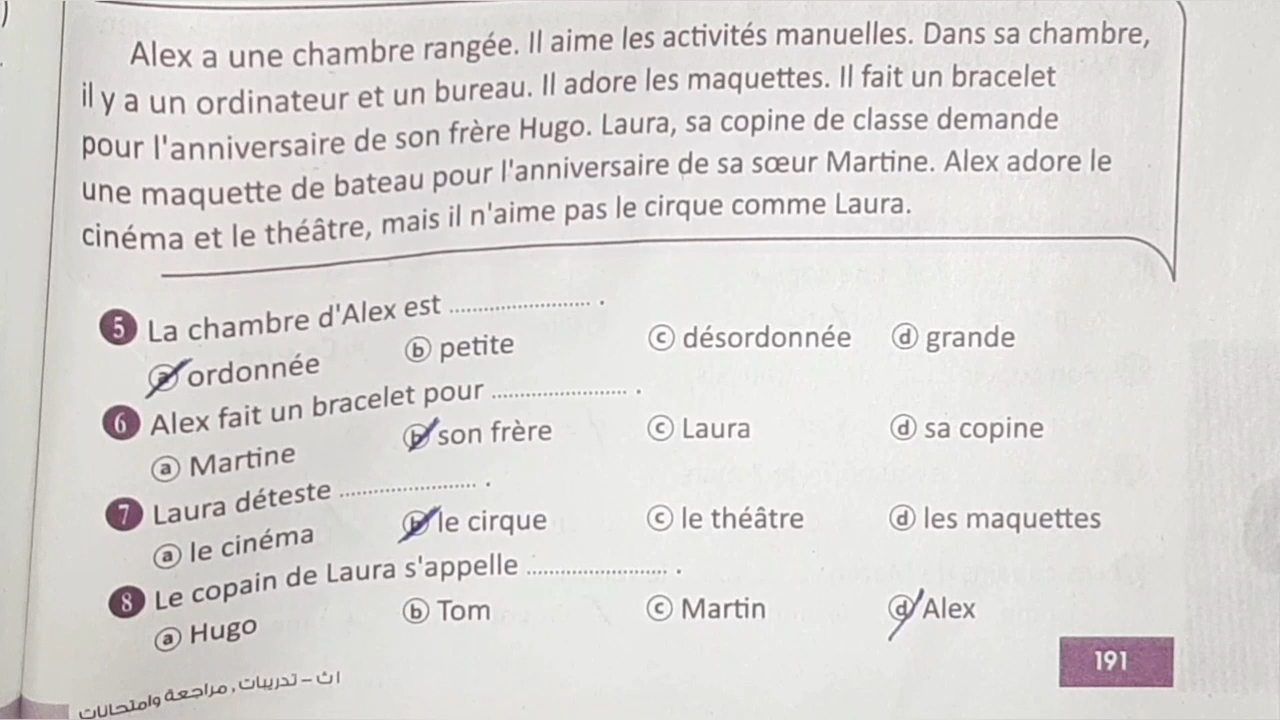 Alex a une chambre rangée. Il aime les activités manuelles. Dans sa chambre,
il y a un ordinateur et un bureau. Il adore les maquettes. Il fait un bracelet
pour l'anniversaire de son frère Hugo. Laura, sa copine de classe demande
une maquette de bateau pour l'anniversaire de sa sœur Martine. Alex adore le
cinéma et le théâtre, mais il n'aime pas le cirque comme Laura.
5 La chambre d'Alex est ........................ .
a ordonnée b petite c désordonnée d grande
6 Alex fait un bracelet pour ........................ .
a Martine b son frère c Laura d sa copine
7 Laura déteste ........................ .
a le cinéma b le cirque c le théâtre d les maquettes
8 Le copain de Laura s'appelle ........................ .
a Hugo b Tom c Martin d Alex
191
ا ث – تدريبات , مراجعة وامتحانات